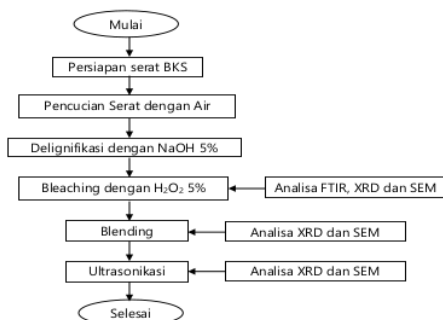 Mulai
Persiapan serat BKS
Pencucian Serat dengan Air
Delignifikasi dengan NaOH 5%
Bleaching dengan H₂O₂ 5%
Analisa FTIR, XRD dan SEM
Blending
Analisa XRD dan SEM
Ultrasonikasi
Analisa XRD dan SEM
Selesai